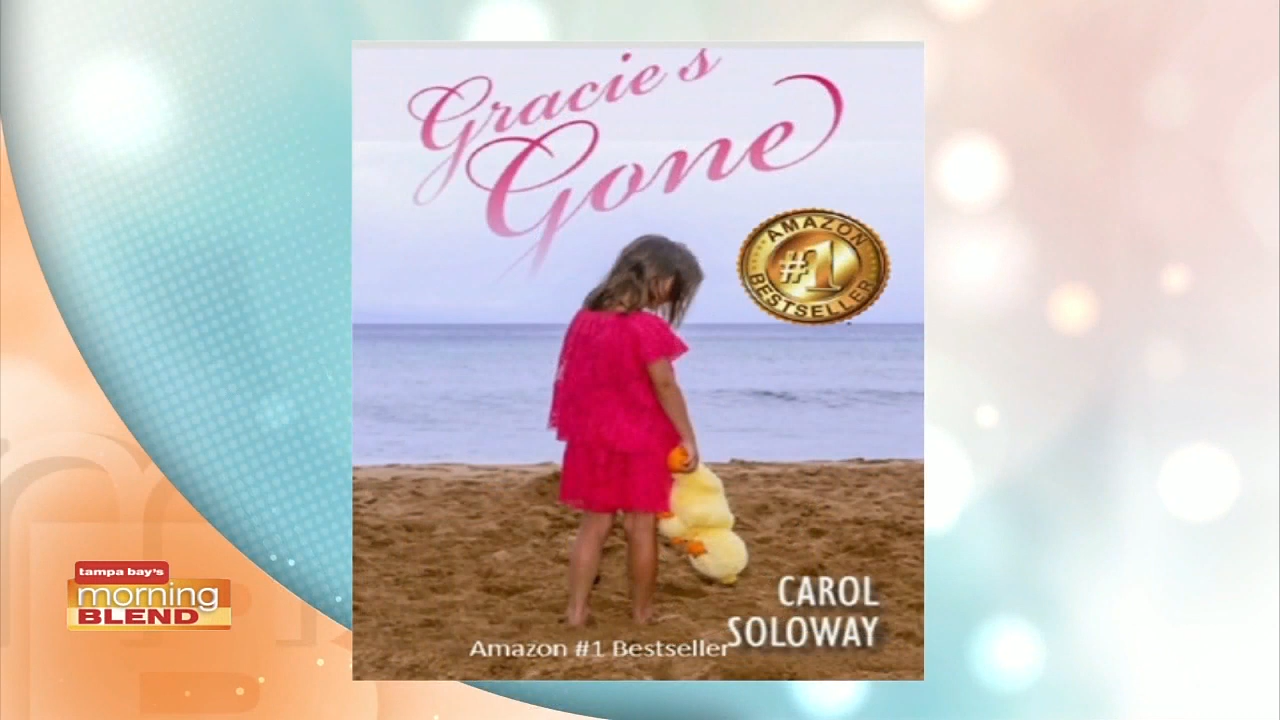 Gracie's
Gone
AMAZON
#1
BESTSELLER
CAROL
SOLOWAY
Amazon #1 Bestseller
tampa bay's
morning
BLEND